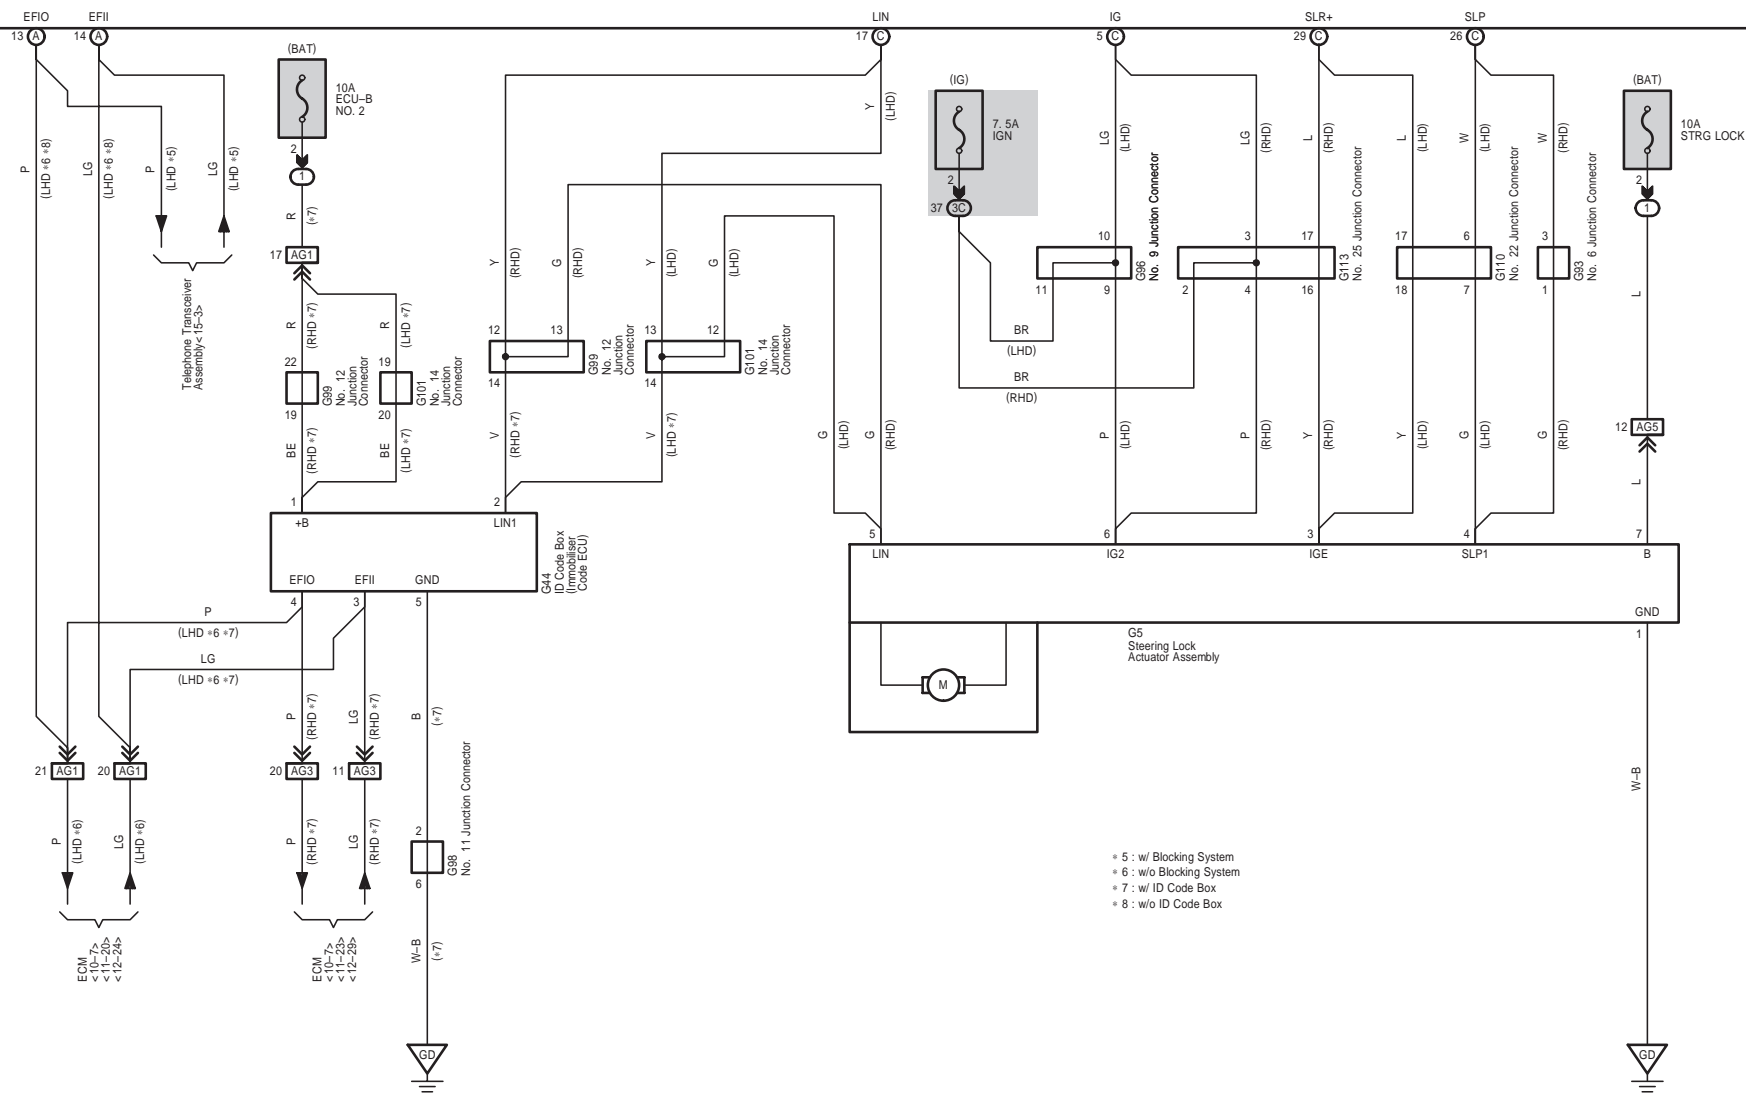 EFIO
EFII
LIN
IG
SLR+
SLP
13 A
14 A
17 C
5 C
29 C
26 C
(BAT)
10A
ECU–B
NO. 2
2
1
R
(*7)
17 AG1
(IG)
7. 5A
IGN
2
37 3C
(BAT)
10A
STRG LOCK
2
1
P
(LHD *6 *8)
LG
(LHD *6 *8)
P
(LHD *5)
LG
(LHD *5)
Telephone Transceiver
Assembly<15–3>
Y
(LHD)
LG
(LHD)
LG
(RHD)
L
(RHD)
L
(LHD)
W
(LHD)
W
(RHD)
Y
(RHD)
G
(RHD)
Y
(LHD)
G
(LHD)
R
(RHD *7)
R
(LHD *7)
22
19
G99
No. 12
Junction
Connector
19
20
G101
No. 14
Junction
Connector
BE
(RHD *7)
BE
(LHD *7)
12
13
14
G99
No. 12
Junction
Connector
13
12
14
G101
No. 14
Junction
Connector
V
(RHD *7)
V
(LHD *7)
G
(LHD)
G
(RHD)
10
11
9
G96
No. 9 Junction Connector
3
17
2
4
16
G113
No. 25 Junction Connector
17
6
18
7
G110
No. 22 Junction Connector
3
1
G93
No. 6 Junction Connector
BR
(LHD)
BR
(RHD)
P
(LHD)
P
(RHD)
Y
(RHD)
Y
(LHD)
G
(LHD)
G
(RHD)
L
12 AG5
L
1
2
+B
LIN1
EFIO
EFII
GND
G44
ID Code Box
(Immobiliser
Code ECU)
4
3
5
5
6
3
4
7
LIN
IG2
IGE
SLP1
B
GND
1
M
G5
Steering Lock
Actuator Assembly
P
(LHD *6 *7)
LG
(LHD *6 *7)
P
(RHD *7)
LG
(RHD *7)
B
(*7)
21 AG1
20 AG1
20 AG3
11 AG3
P
(LHD *6)
LG
(LHD *6)
P
(RHD *7)
LG
(RHD *7)
2
6
G98
No. 11 Junction Connector
ECM
<10–7>
<11–20>
<12–24>
ECM
<10–7>
<11–23>
<12–29>
W–B
(*7)
W–B
* 5 : w/ Blocking System
* 6 : w/o Blocking System
* 7 : w/ ID Code Box
* 8 : w/o ID Code Box
GD
GD